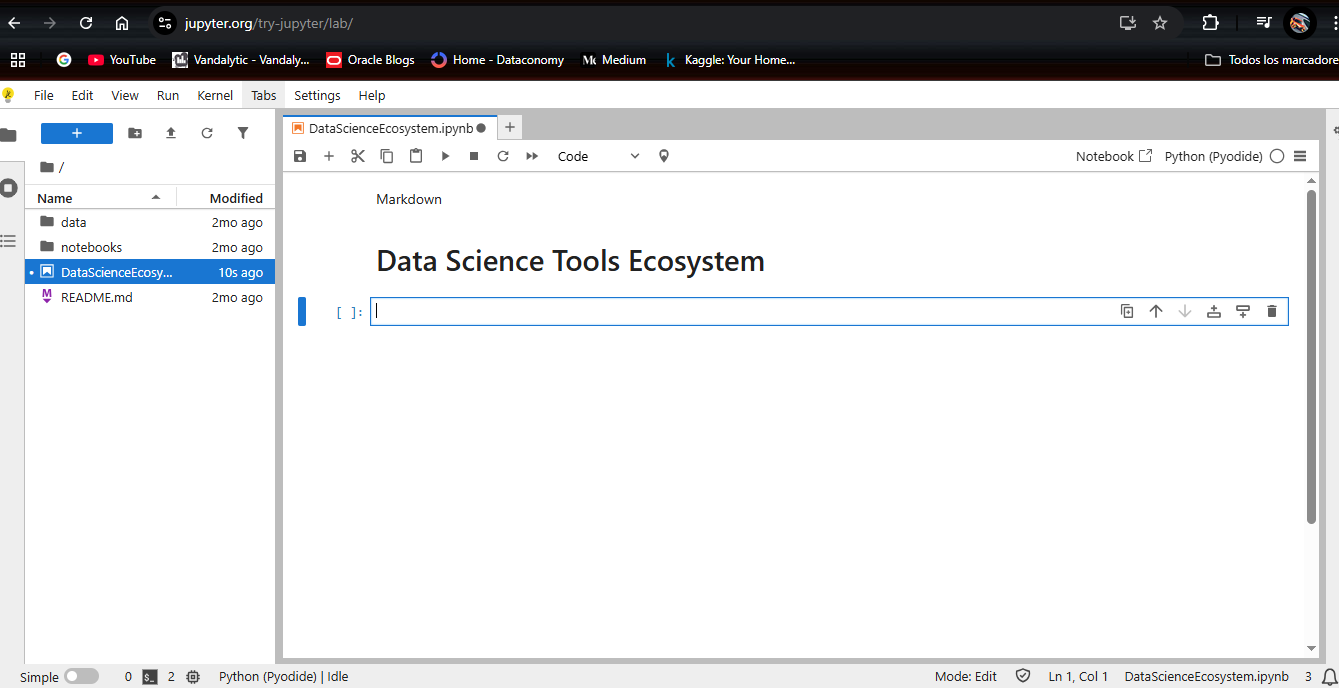 jupyter.org/try-jupyter/lab/
YouTube Vandalytic - Vandaly... Oracle Blogs Home - Dataconomy Medium Kaggle: Your Home... Todos los marcadore
File Edit View Run Kernel Tabs Settings Help
DataScienceEcosystem.ipynb
Code Notebook Python (Pyodide)
/
Name Modified
data 2mo ago
notebooks 2mo ago
DataScienceEcosy... 10s ago
README.md 2mo ago
Markdown
Data Science Tools Ecosystem
[ ]:
Simple 0 2 Python (Pyodide) | Idle Mode: Edit Ln 1, Col 1 DataScienceEcosystem.ipynb 3